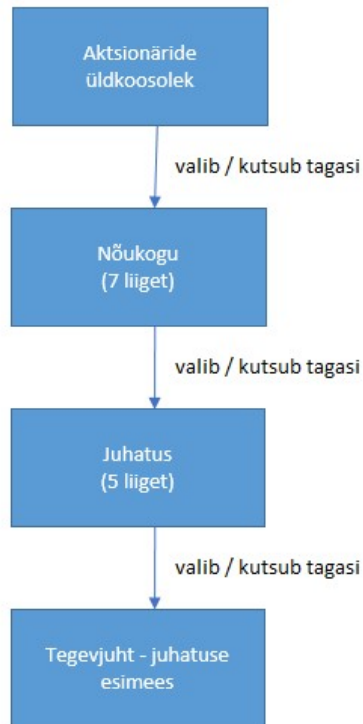 Aktsionäride
üldkoosolek
valib / kutsub tagasi
Nõukogu
(7 liiget)
valib / kutsub tagasi
Juhatus
(5 liiget)
valib / kutsub tagasi
Tegevjuht - juhatuse
esimees